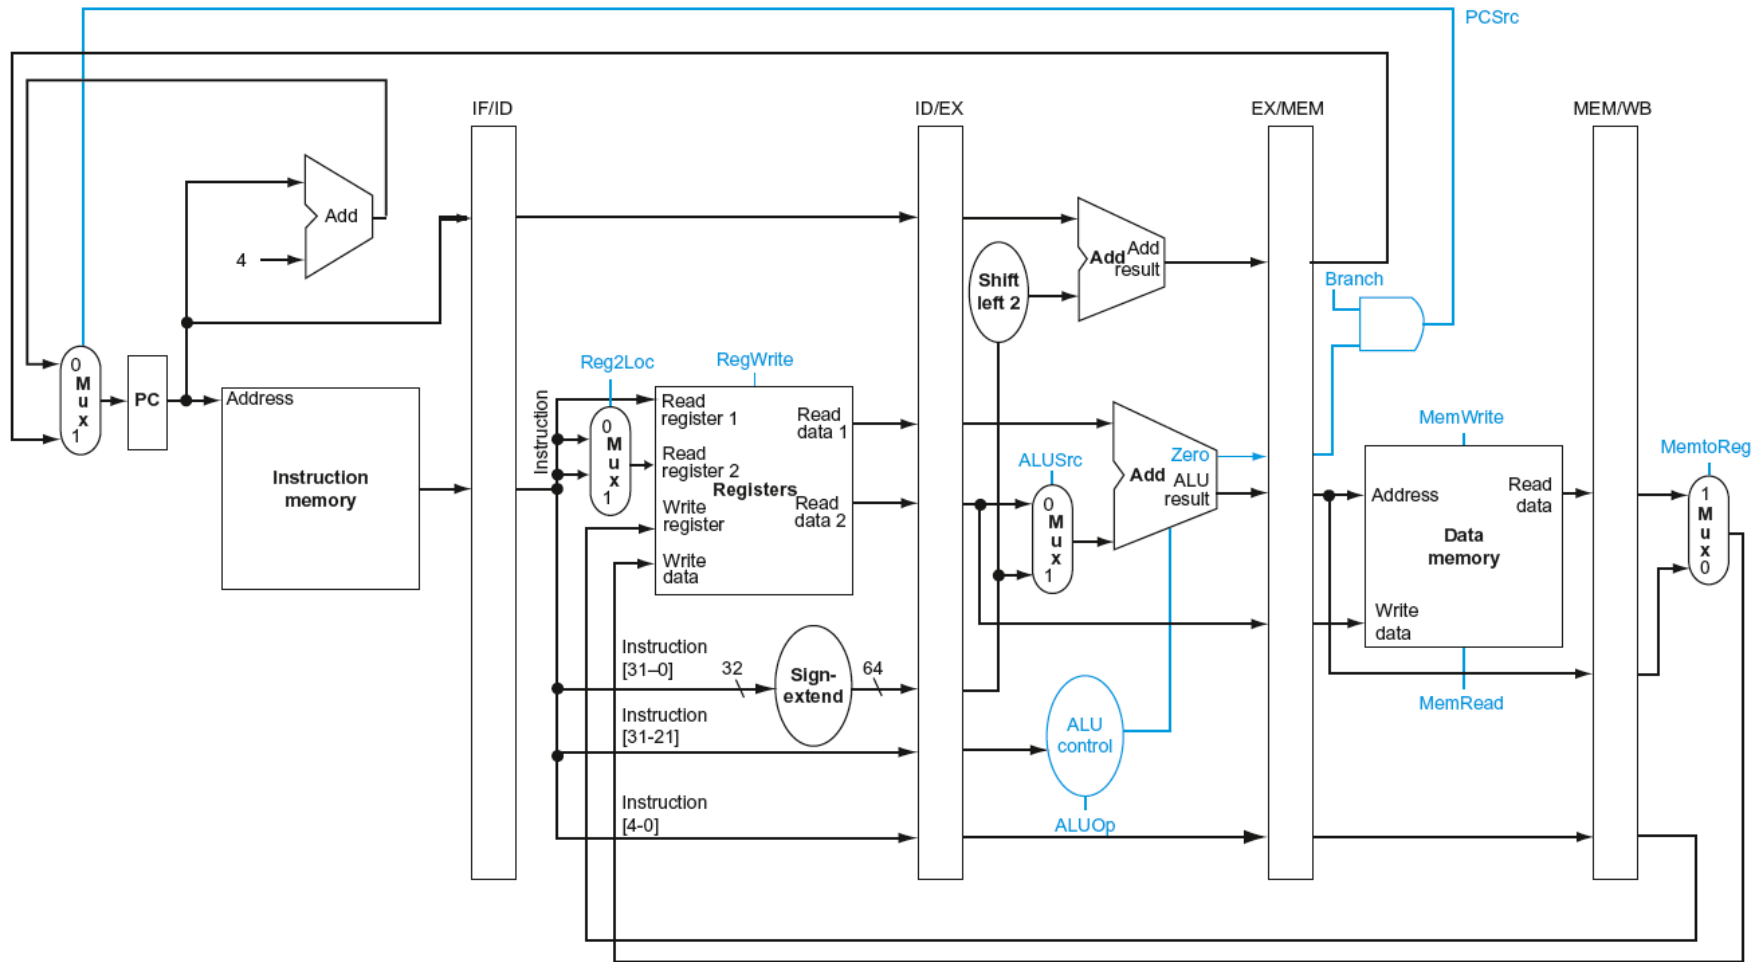 PCSrc
IF/ID
ID/EX
EX/MEM
MEM/WB
Add
4
Add
Add
result
Shift
left 2
Branch
0
M
u
x
1
PC
Address
Instruction
memory
Instruction
Reg2Loc
0
M
u
x
1
RegWrite
Read
register 1
Read
register 2
Write
register
Write
data
Registers
Read
data 1
Read
data 2
ALUSrc
0
M
u
x
1
Add
Zero
ALU
result
MemWrite
Address
Read
data
Data
memory
Write
data
MemRead
MemtoReg
1
M
u
x
0
Instruction
[31–0]
32
Sign-
extend
64
Instruction
[31-21]
ALU
control
Instruction
[4-0]
ALUOp